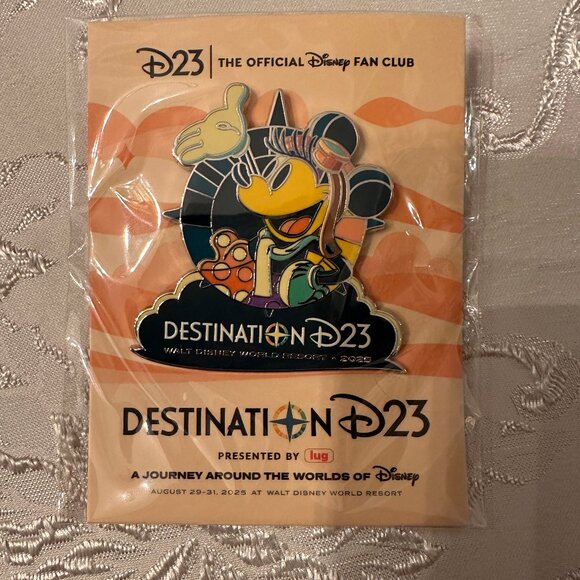 D23 | THE OFFICIAL Disney FAN CLUB
DESTINATION D23
WALT DISNEY WORLD RESORT • 2025
DESTINATION D23
PRESENTED BY lug
A JOURNEY AROUND THE WORLDS OF Disney
AUGUST 29-31, 2025 AT WALT DISNEY WORLD RESORT